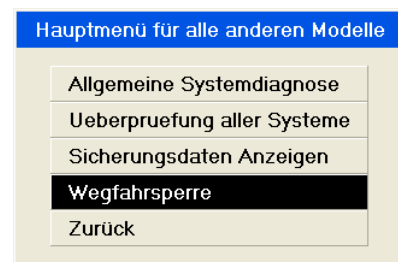 Hauptmenü für alle anderen Modelle
Allgemeine Systemdiagnose
Ueberpruefung aller Systeme
Sicherungsdaten Anzeigen
Wegfahrsperre
Zurück